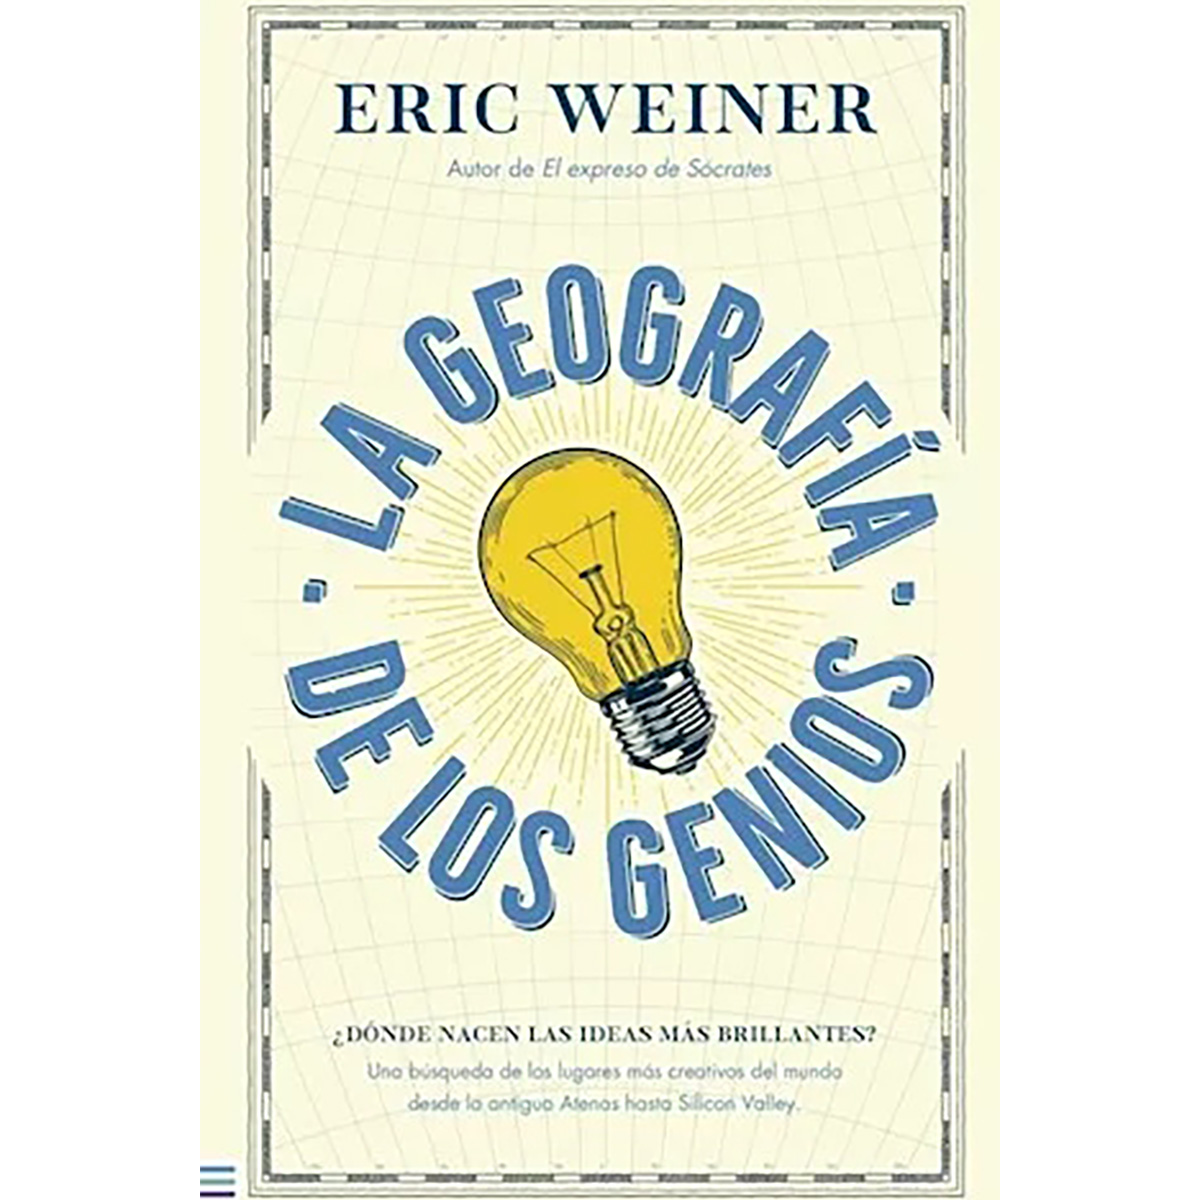 ERIC WEINER
Autor de El expreso de Sócrates
LA GEOGRAFÍA
DE LOS GENIOS
¿DÓNDE NACEN LAS IDEAS MÁS BRILLANTES?
Una búsqueda de los lugares más creativos del mundo
desde la antigua Atenas hasta Silicon Valley.